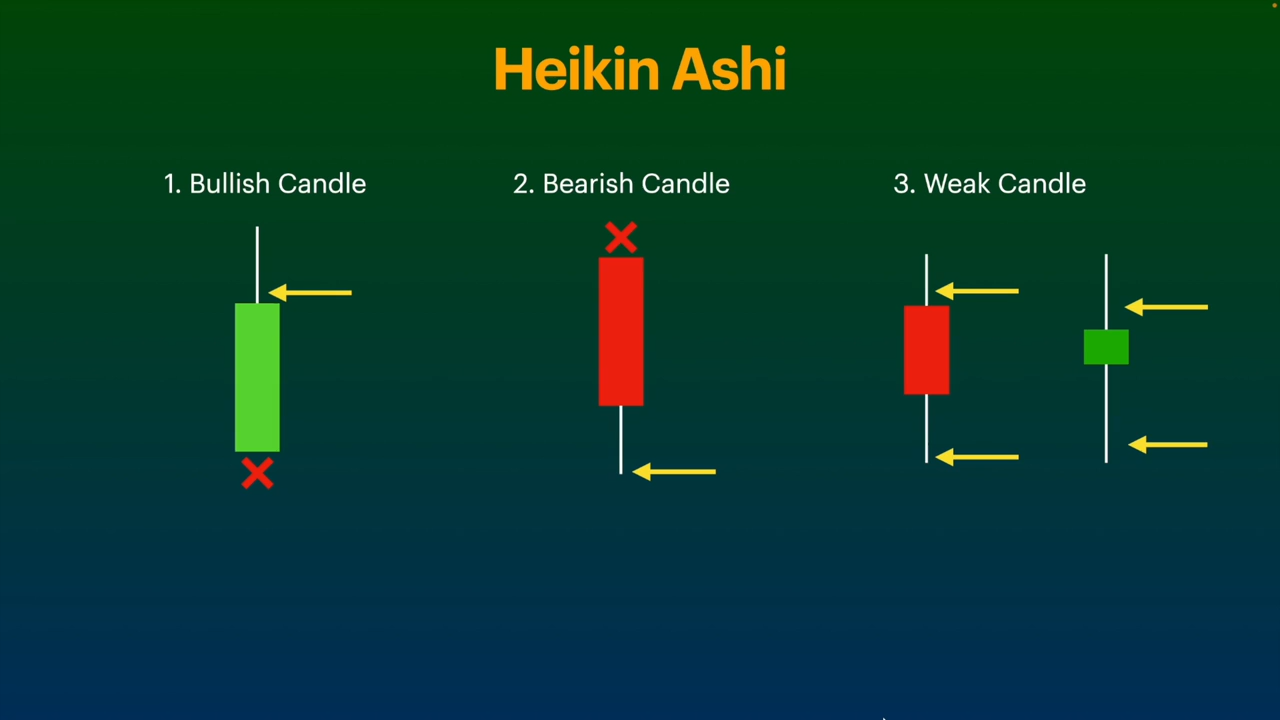 Heikin Ashi
1. Bullish Candle
2. Bearish Candle
3. Weak Candle